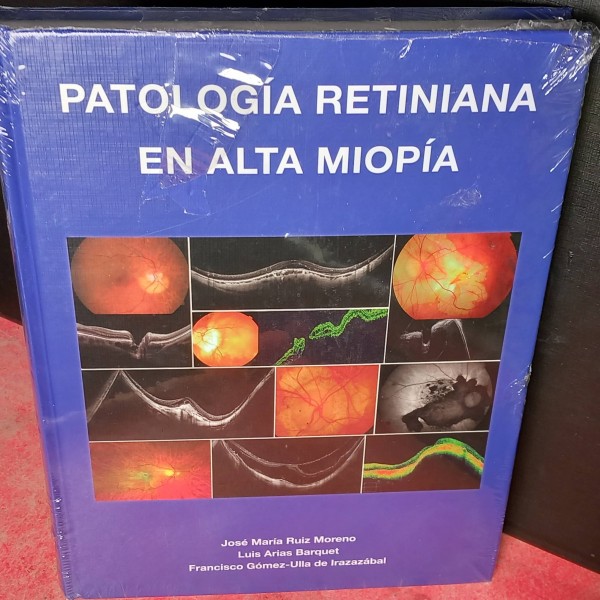 PATOLOGÍA RETINIANA
EN ALTA MIOPÍA
José María Ruiz Moreno
Luis Arias Barquet
Francisco Gómez-Ulla de Irazazábal